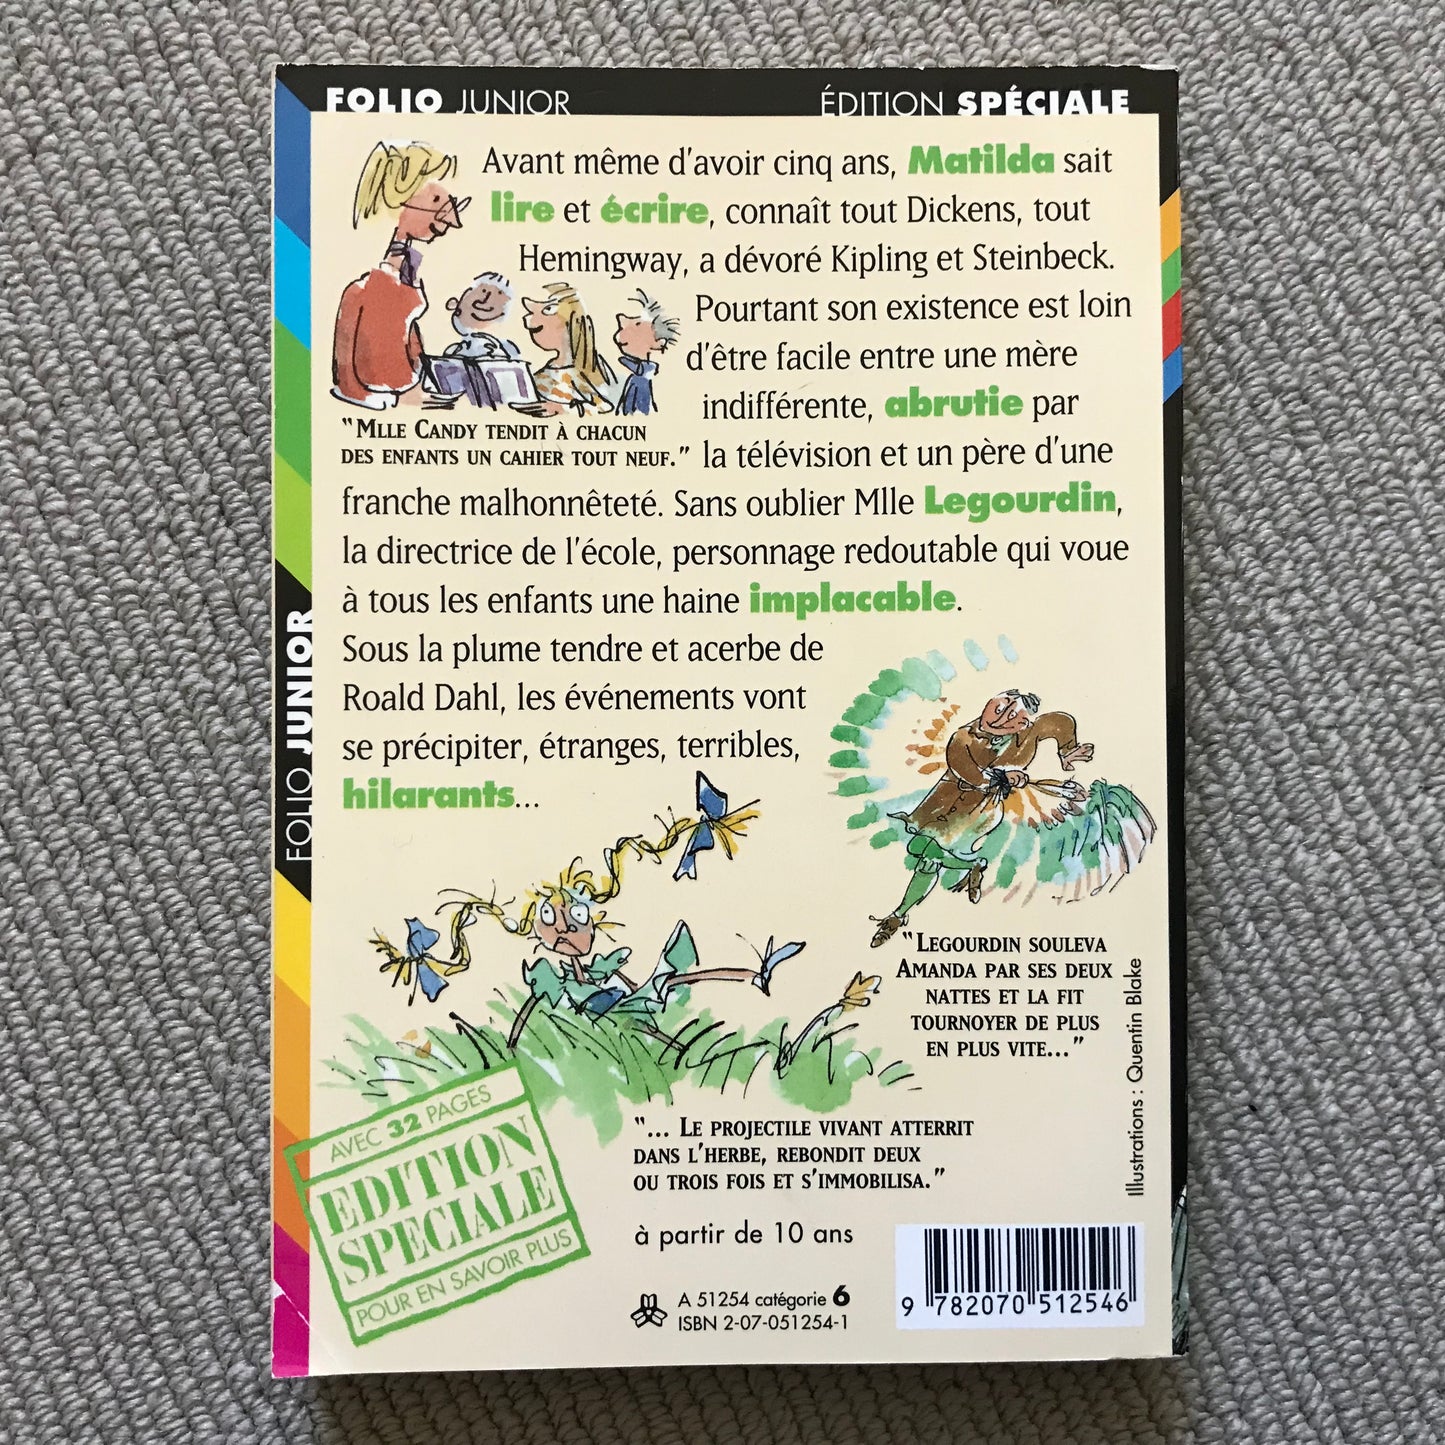 FOLIO JUNIOR
ÉDITION SPÉCIALE
Avant même d'avoir cinq ans, Matilda sait
lire et écrire, connaît tout Dickens, tout
Hemingway, a dévoré Kipling et Steinbeck.
Pourtant son existence est loin
d'être facile entre une mère
indifférente, abrutie par
"MLLE CANDY TENDIT À CHACUN
DES ENFANTS UN CAHIER TOUT NEUF."
la télévision et un père d'une
franche malhonnêteté. Sans oublier Mlle Legourdin,
la directrice de l'école, personnage redoutable qui voue
à tous les enfants une haine implacable.
Sous la plume tendre et acerbe de
Roald Dahl, les événements vont
se précipiter, étranges, terribles,
hilarants...
FOLIO JUNIOR
"LEGOURDIN SOULEVA
AMANDA PAR SES DEUX
NATTES ET LA FIT
TOURNOYER DE PLUS
EN PLUS VITE..."
Illustrations : Quentin Blake
"... LE PROJECTILE VIVANT ATTERRIT
DANS L'HERBE, REBONDIT DEUX
OU TROIS FOIS ET S'IMMOBILISA."
AVEC 32 PAGES
EDITION
SPECIALE
POUR EN SAVOIR PLUS
à partir de 10 ans
A 51254 catégorie 6
ISBN 2-07-051254-1
9 782070 512546